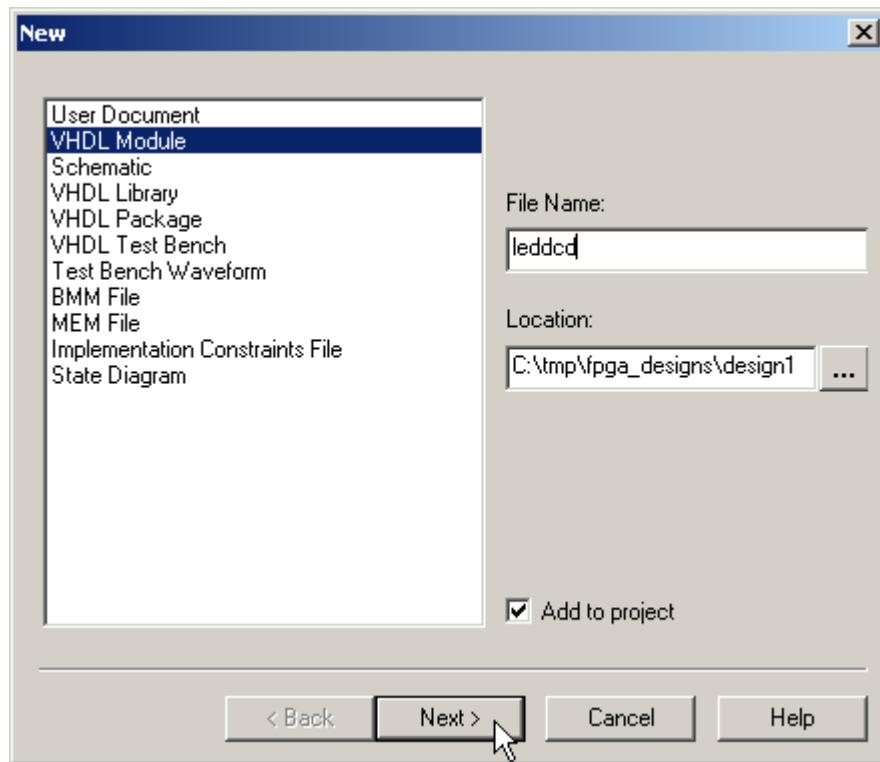 New
User Document
VHDL Module
Schematic
VHDL Library
VHDL Package
VHDL Test Bench
Test Bench Waveform
BMM File
MEM File
Implementation Constraints File
State Diagram
File Name:
leddcd
Location:
C:\tmp\fpga_designs\design1
...
Add to project
< Back
Next >
Cancel
Help